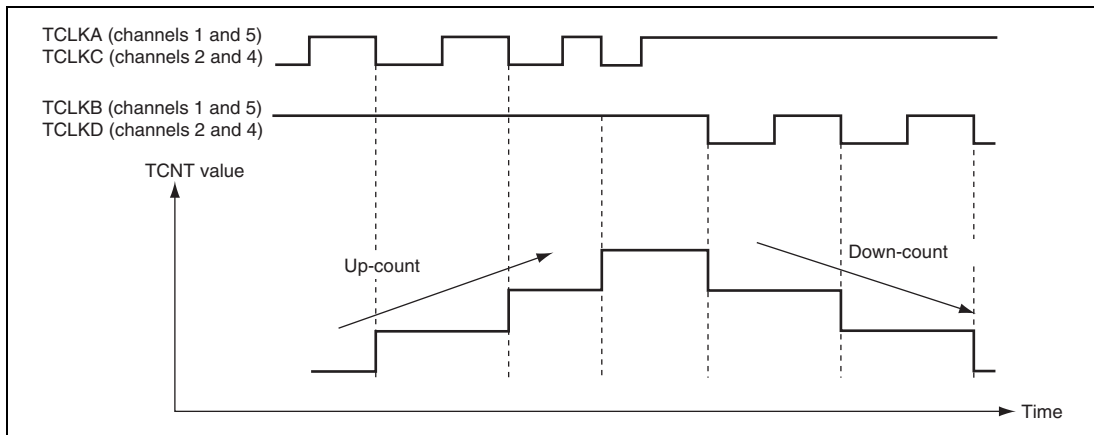 TCLKA (channels 1 and 5)
TCLKC (channels 2 and 4)
TCLKB (channels 1 and 5)
TCLKD (channels 2 and 4)
TCNT value
Up-count
Down-count
Time